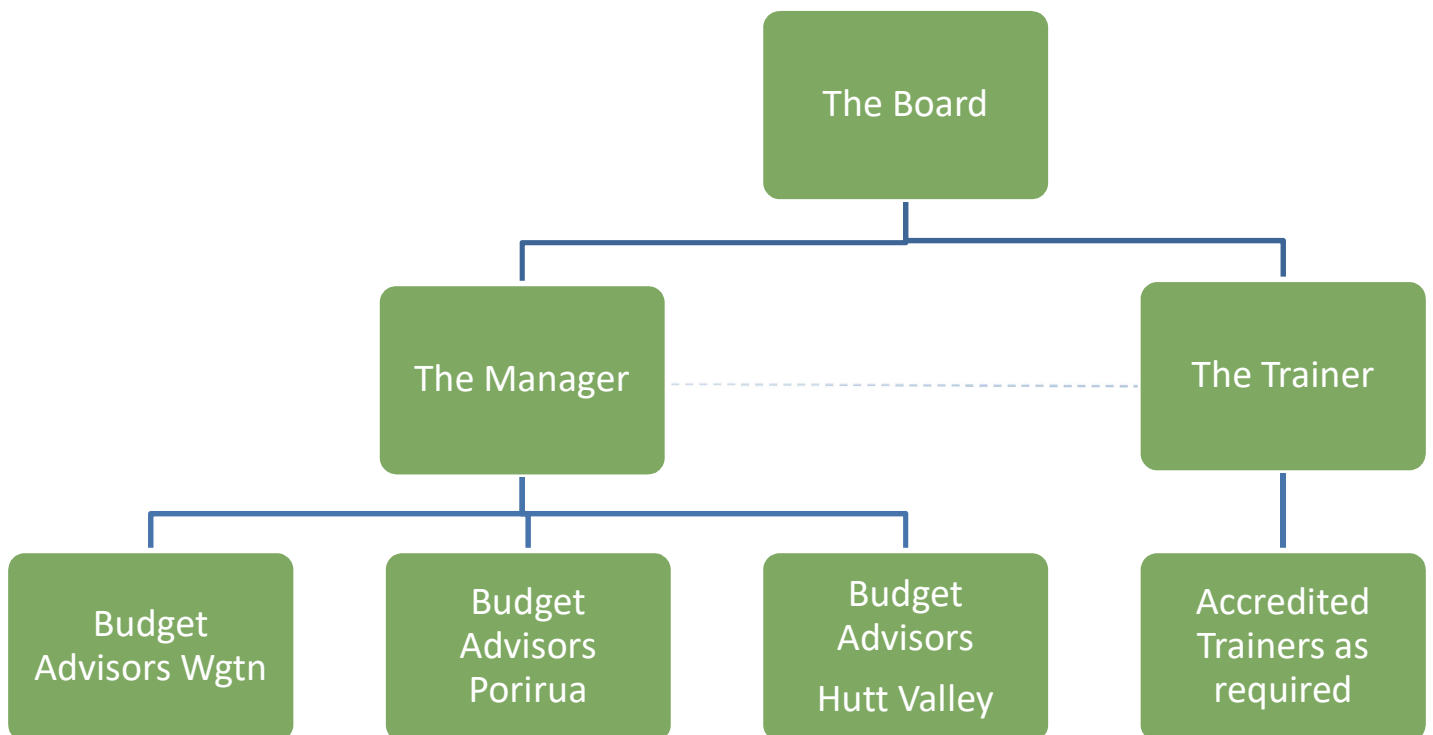 The Board
The Manager
The Trainer
Budget
Advisors Wgtn
Budget
Advisors
Porirua
Budget
Advisors
Hutt Valley
Accredited
Trainers as
required